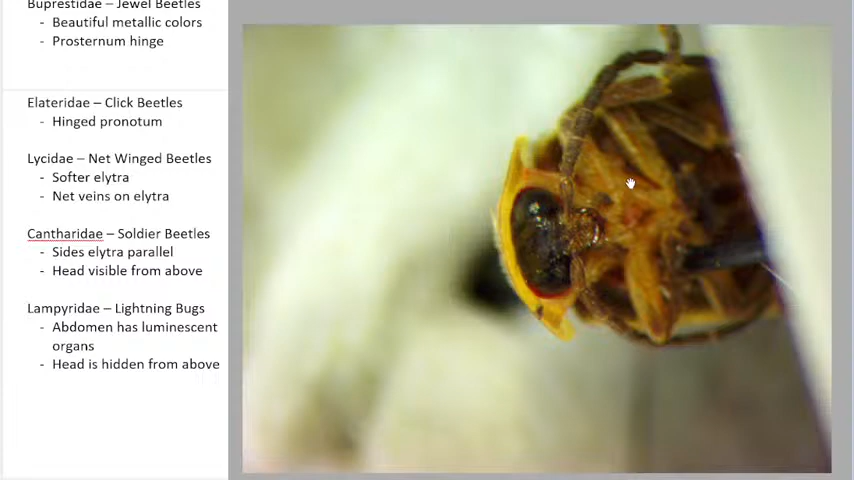 Buprestidae – Jewel Beetles
- Beautiful metallic colors
- Prosternum hinge
Elateridae – Click Beetles
- Hinged pronotum
Lycidae – Net Winged Beetles
- Softer elytra
- Net veins on elytra
Cantharidae – Soldier Beetles
- Sides elytra parallel
- Head visible from above
Lampyridae – Lightning Bugs
- Abdomen has luminescent
organs
- Head is hidden from above